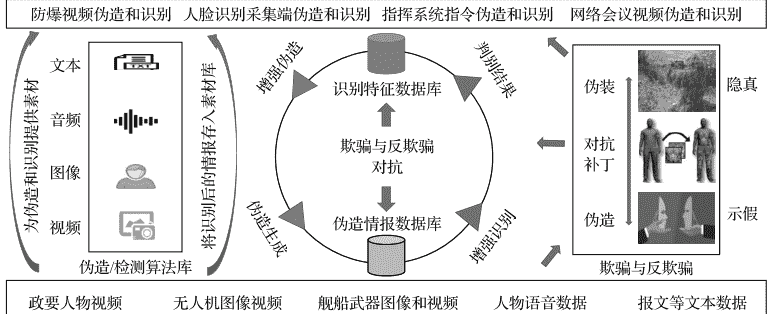 防爆视频伪造和识别 人脸识别采集端伪造和识别 指挥系统指令伪造和识别 网络会议视频伪造和识别
为伪造和识别提供素材
文本
TXT
音频
图像
视频
将识别后的情报存入素材库
伪造/检测算法库
增强伪造
判别结果
识别特征数据库
欺骗与反欺骗
对抗
伪造情报数据库
伪造生成
增强识别
伪装
隐真
对抗
补丁
伪造
示假
欺骗与反欺骗
政要人物视频 无人机图像视频 舰船武器图像和视频 人物语音数据 报文等文本数据